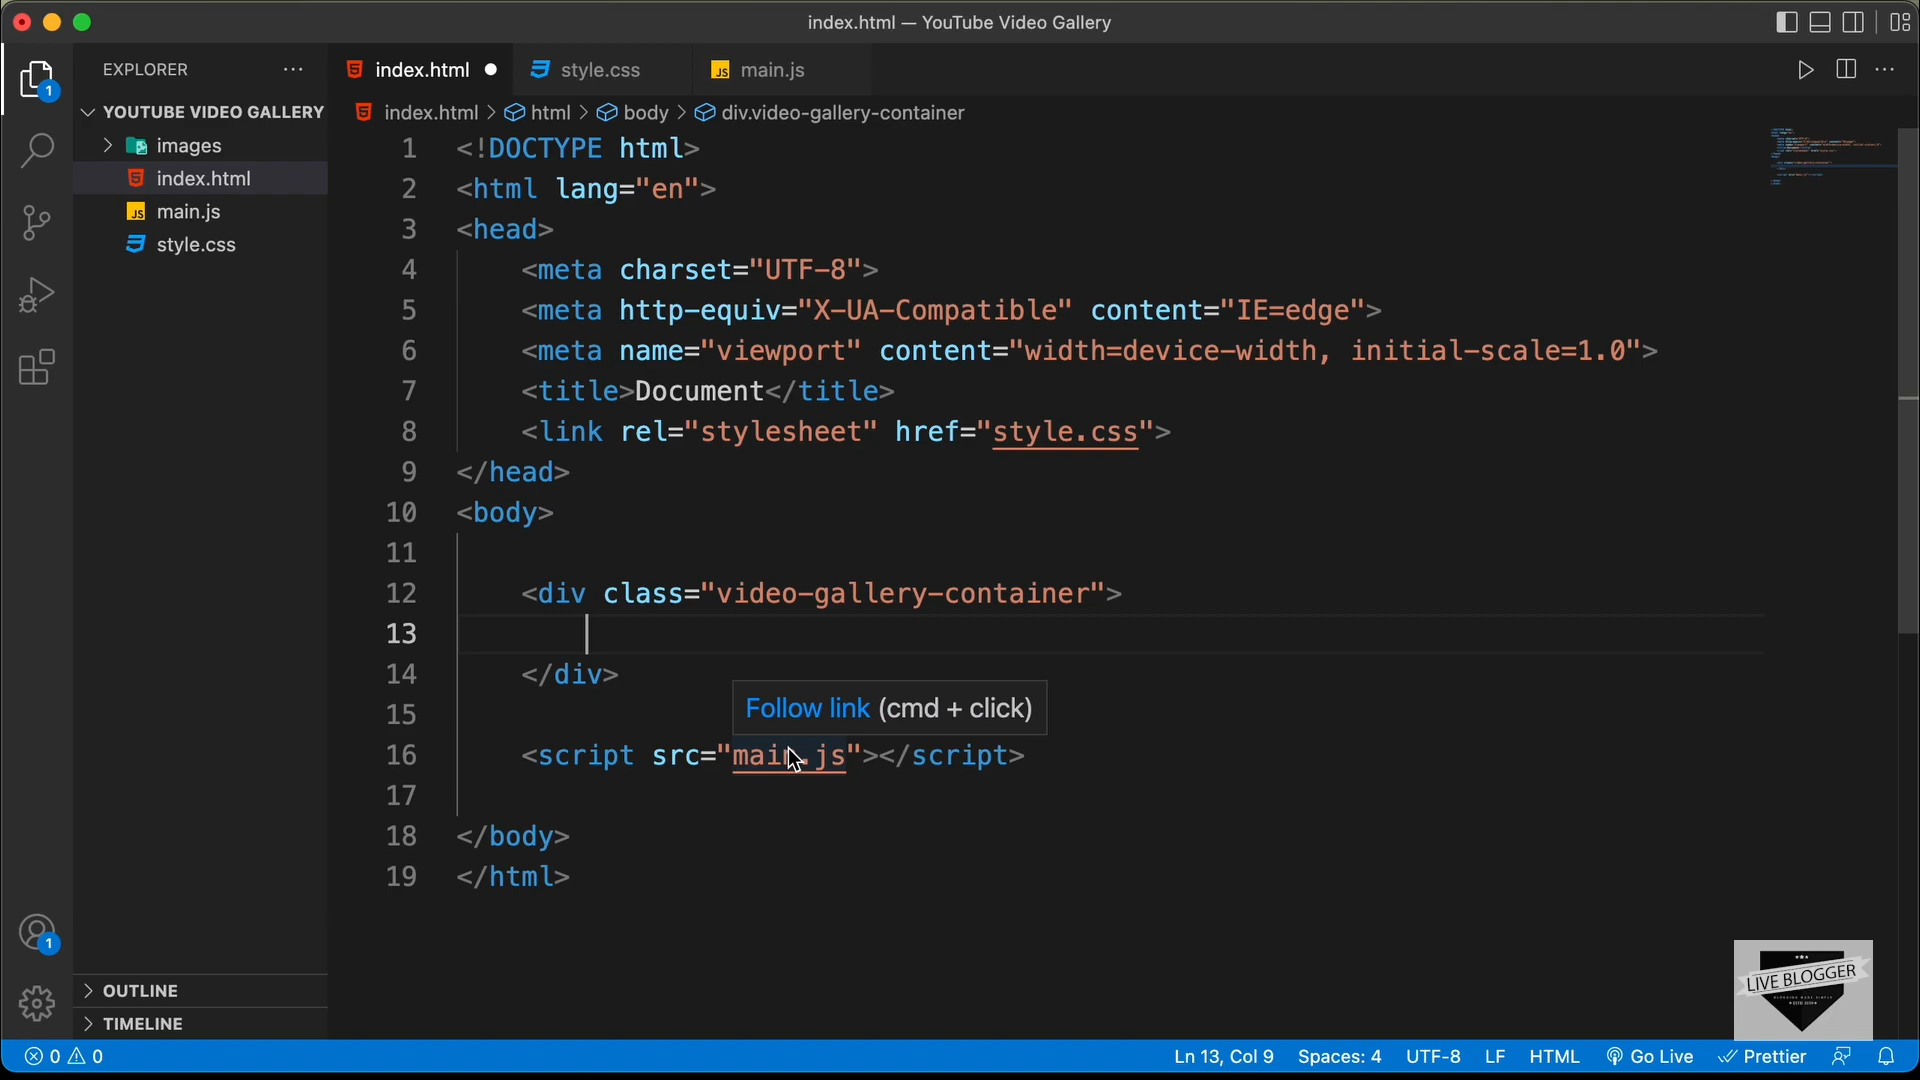 index.html — YouTube Video Gallery
EXPLORER
index.html
style.css
JS main.js
1
YOUTUBE VIDEO GALLERY
index.html > html > body > div.video-gallery-container
images
index.html
JS main.js
style.css
1 <!DOCTYPE html>
2 <html lang="en">
3 <head>
4 <meta charset="UTF-8">
5 <meta http-equiv="X-UA-Compatible" content="IE=edge">
6 <meta name="viewport" content="width=device-width, initial-scale=1.0">
7 <title>Document</title>
8 <link rel="stylesheet" href="style.css">
9 </head>
10 <body>
11
12 <div class="video-gallery-container">
13
14 </div>
Follow link (cmd + click)
15
16 <script src="main.js"></script>
17
18 </body>
19 </html>
1
OUTLINE
TIMELINE
LIVE BLOGGER
0 0
Ln 13, Col 9 Spaces: 4 UTF-8 LF HTML Go Live Prettier